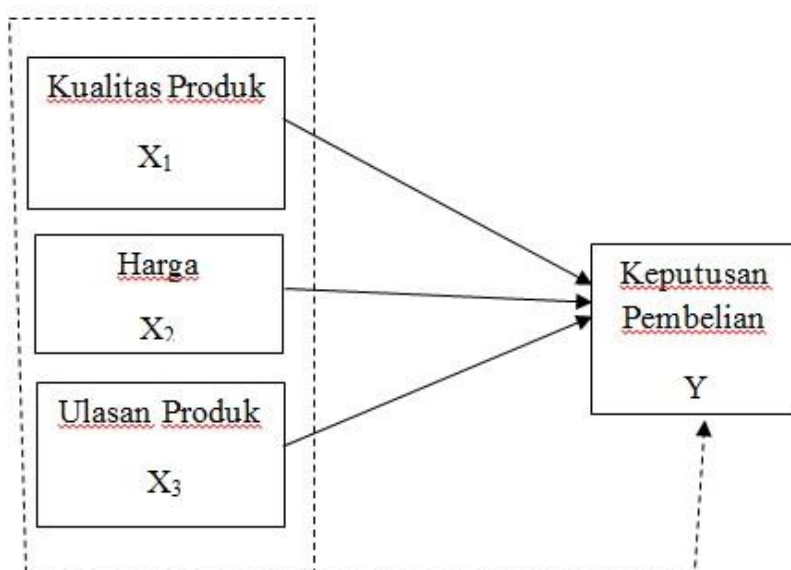 Kualitas Produk
X₁
Harga
X₂
Ulasan Produk
X₃
Keputusan
Pembelian
Y